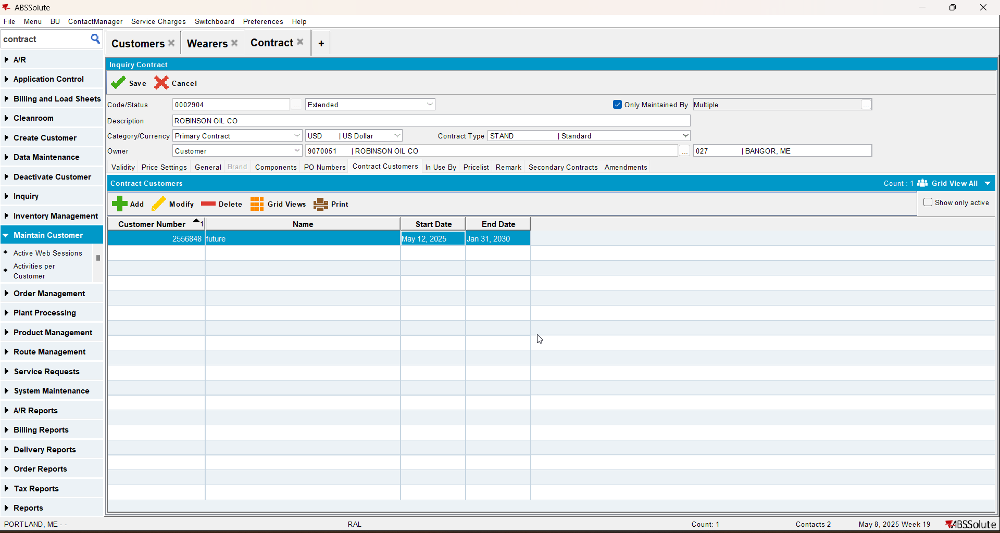 ABSSolute
File Menu BU ContactManager Service Charges Switchboard Preferences Help
contract
Customers Wearers Contract +
A/R
Application Control
Billing and Load Sheets
Cleanroom
Create Customer
Data Maintenance
Deactivate Customer
Inquiry
Inventory Management
Maintain Customer
Active Web Sessions
Activities per
Customer
Order Management
Plant Processing
Product Management
Route Management
Service Requests
System Maintenance
A/R Reports
Billing Reports
Delivery Reports
Order Reports
Tax Reports
Reports
Inquiry Contract
Save Cancel
Code/Status 0002904 ... Extended Only Maintained By Multiple ...
Description ROBINSON OIL CO
Category/Currency Primary Contract USD | US Dollar Contract Type STAND | Standard
Owner Customer 9070051 | ROBINSON OIL CO ... 027 | BANGOR, ME
Validity Price Settings General Brand Components PO Numbers Contract Customers In Use By Pricelist Remark Secondary Contracts Amendments
Contract Customers Count : 1 Grid View All
Add Modify Delete Grid Views Print Show only active
Customer Number 1 Name Start Date End Date
2556848 future May 12, 2025 Jan 31, 2030
PORTLAND, ME - - RAL Count: 1 Contacts 2 May 8, 2025 Week 19 ABSSolute